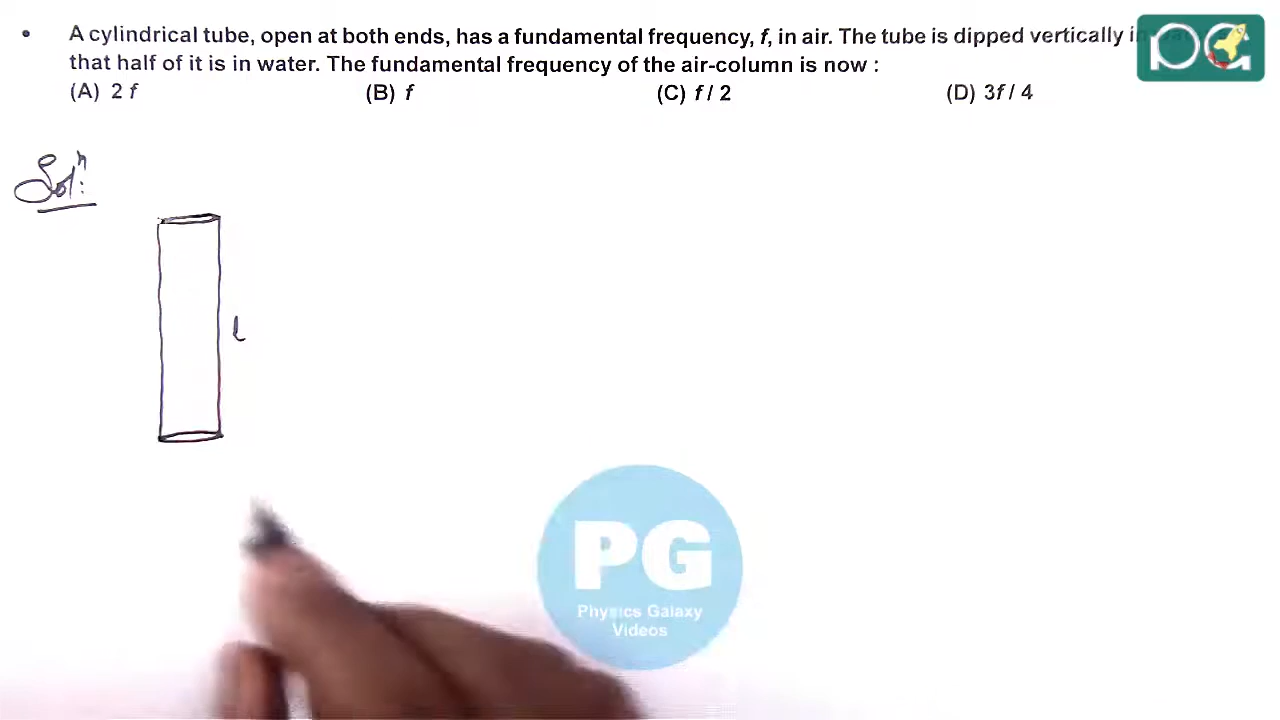 • A cylindrical tube, open at both ends, has a fundamental frequency, f, in air. The tube is dipped vertically in
that half of it is in water. The fundamental frequency of the air-column is now :
(A) 2 f (B) f (C) f / 2 (D) 3f / 4
Solⁿ:
l
PG
Physics Galaxy
Videos